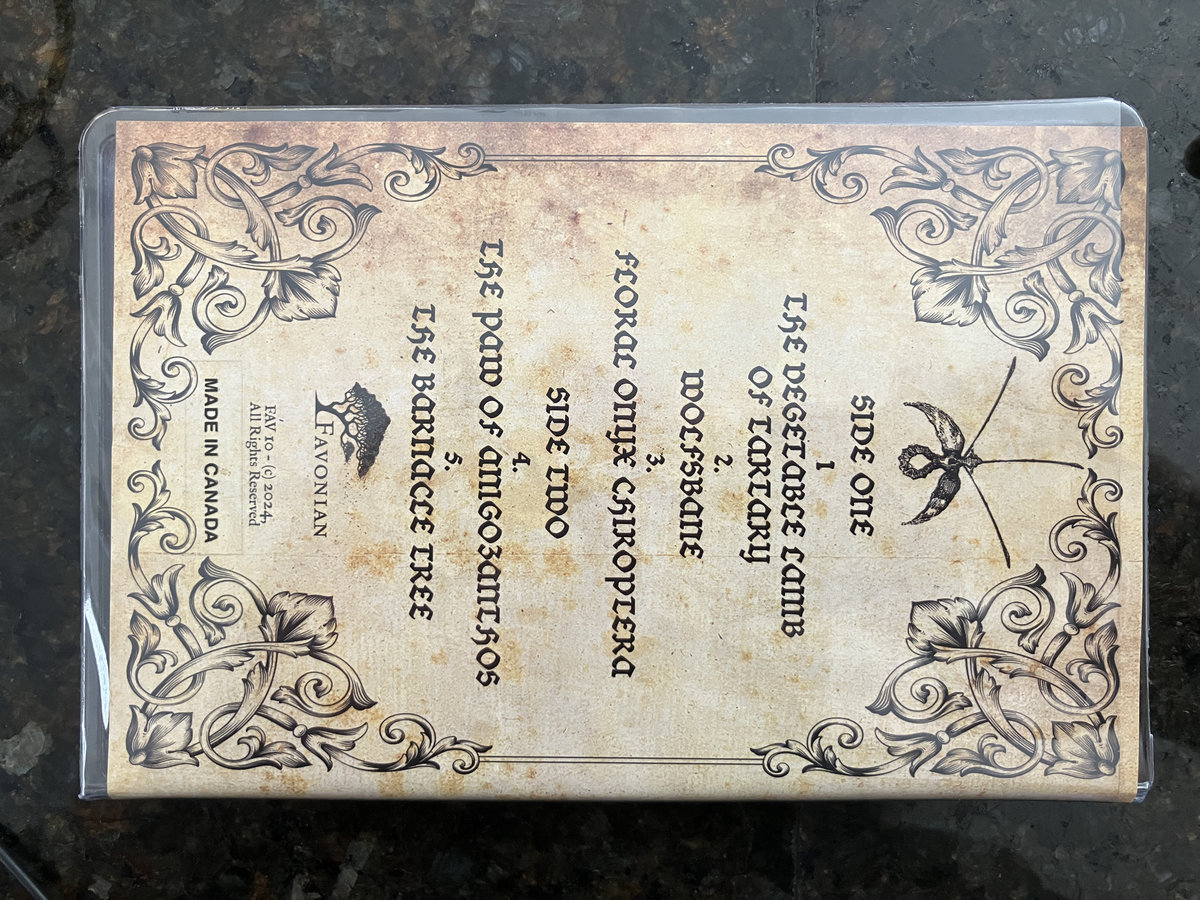 SIDE ONE
1
THE VEGETABLE LAMB
OF TARTARY
2.
WOLFSBANE
3.
FLORAL ONYX CHIROPTERA
SIDE TWO
4.
THE PAW OF ANIGOZANTHOS
5.
THE BARNACLE TREE
FAVONIAN
FAV 10 - (c) 2024,
All Rights Reserved
MADE IN CANADA